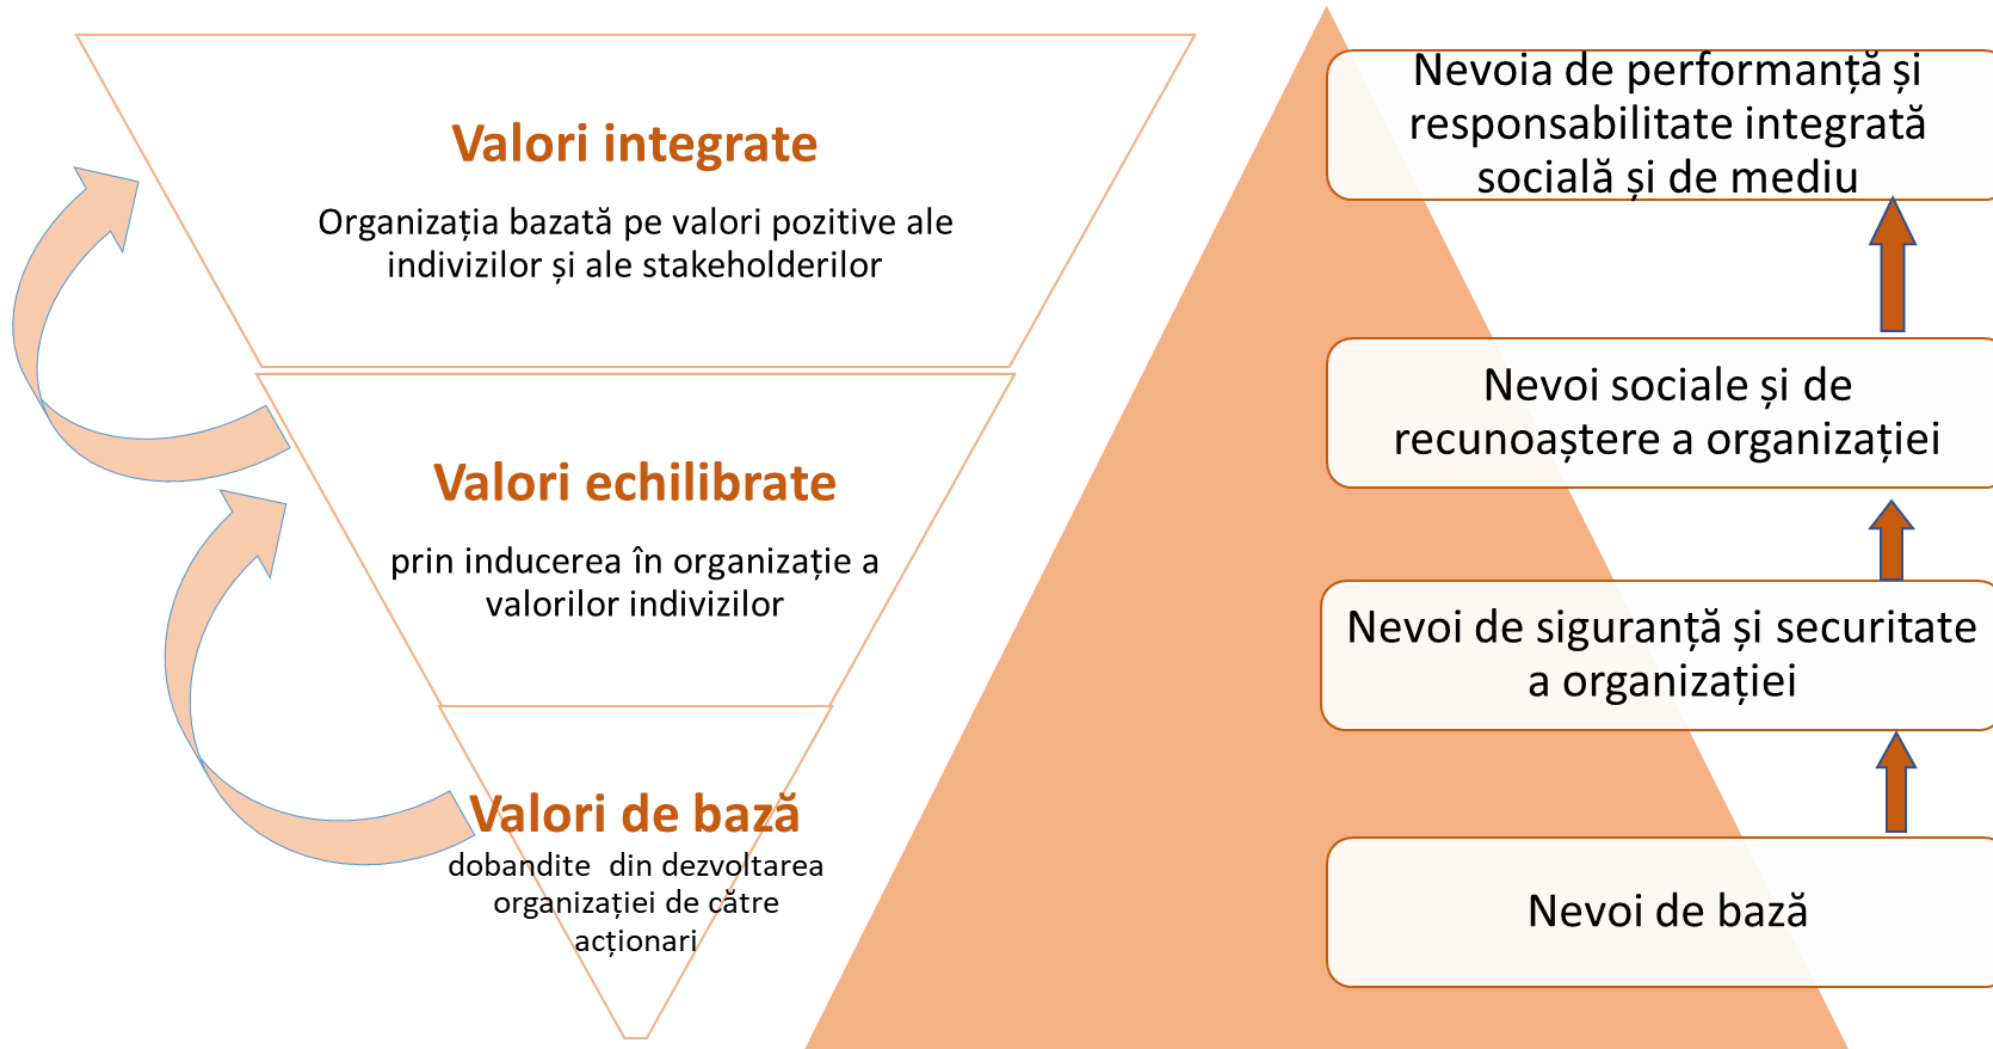 Valori integrate
Organizația bazată pe valori pozitive ale
indivizilor și ale stakeholderilor
Valori echilibrate
prin inducerea în organizație a
valorilor indivizilor
Valori de bază
dobandite  din dezvoltarea
organizației de către
acționari
Nevoia de performanță și
responsabilitate integrată
socială și de mediu
Nevoi sociale și de
recunoaștere a organizației
Nevoi de siguranță și securitate
a organizației
Nevoi de bază